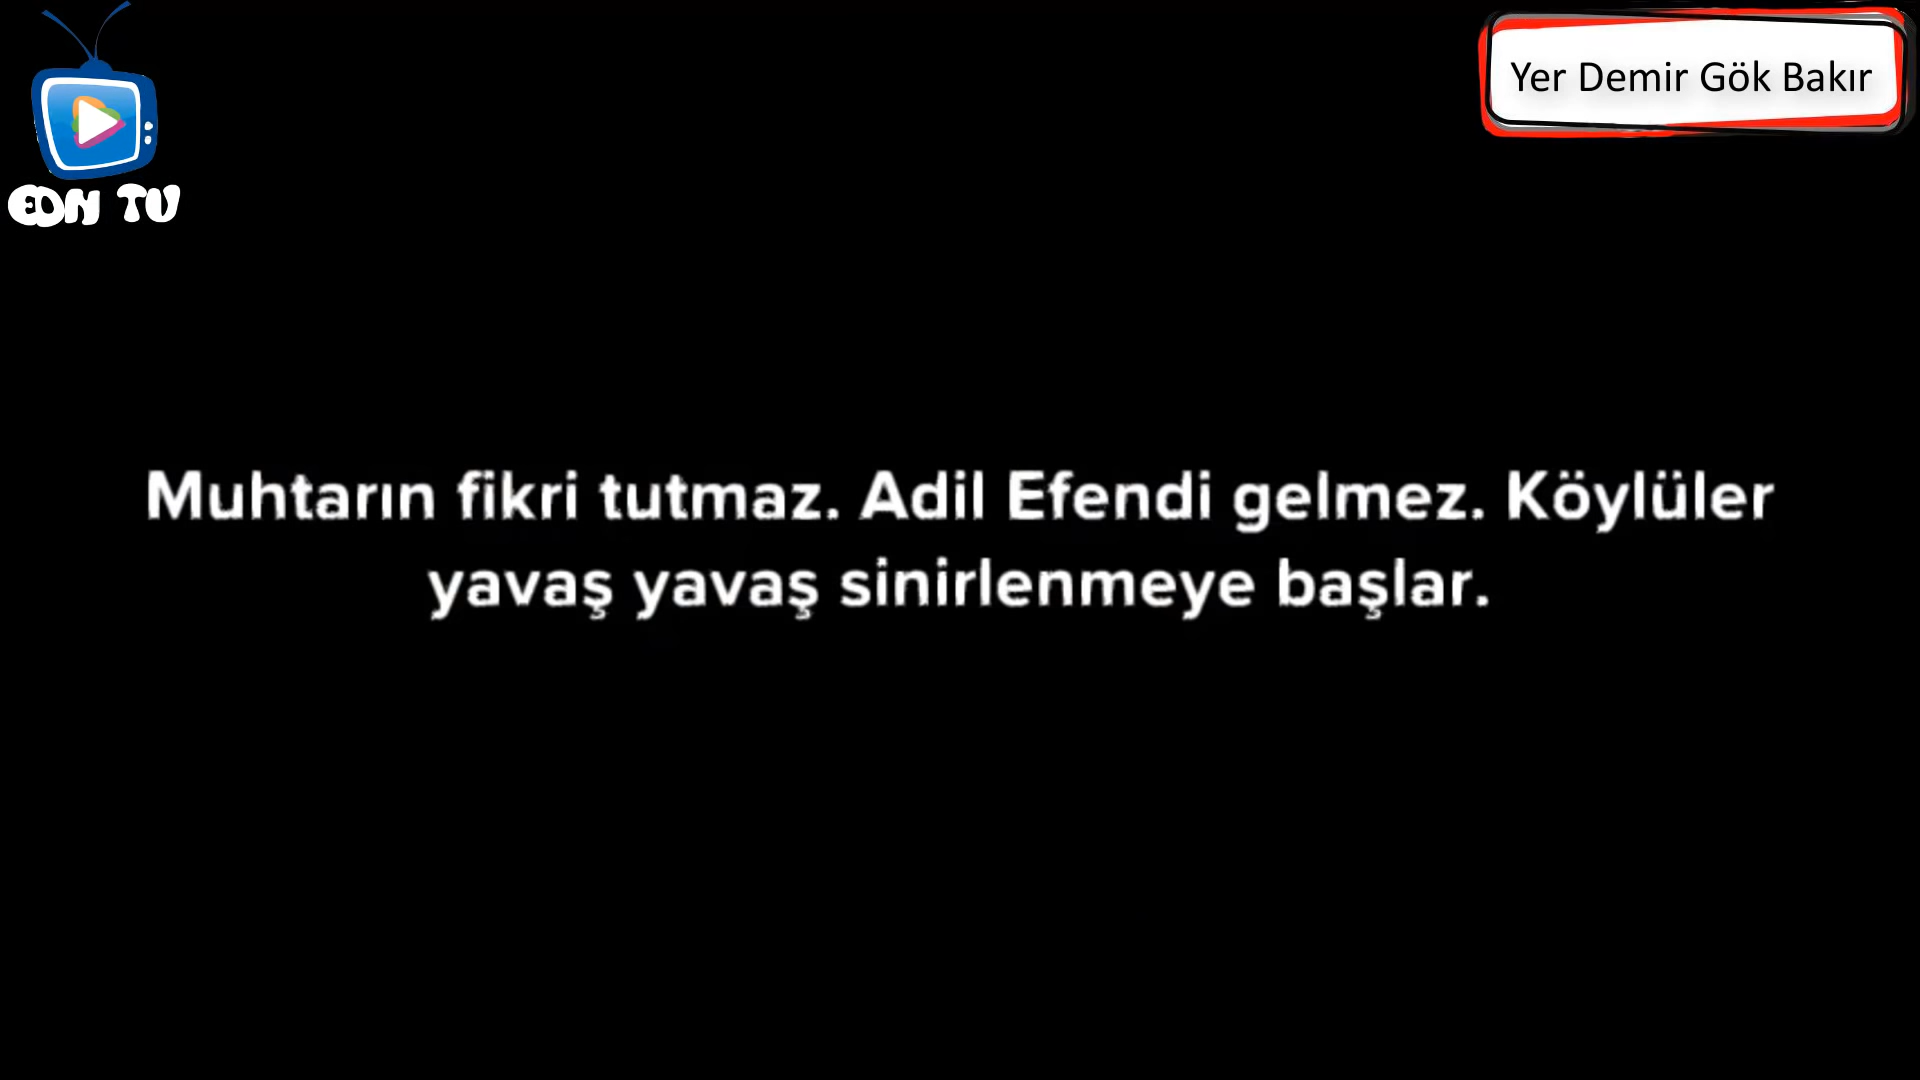 EDN TV
Yer Demir Gök Bakır
Muhtarın fikri tutmaz. Adil Efendi gelmez. Köylüler
yavaş yavaş sinirlenmeye başlar.